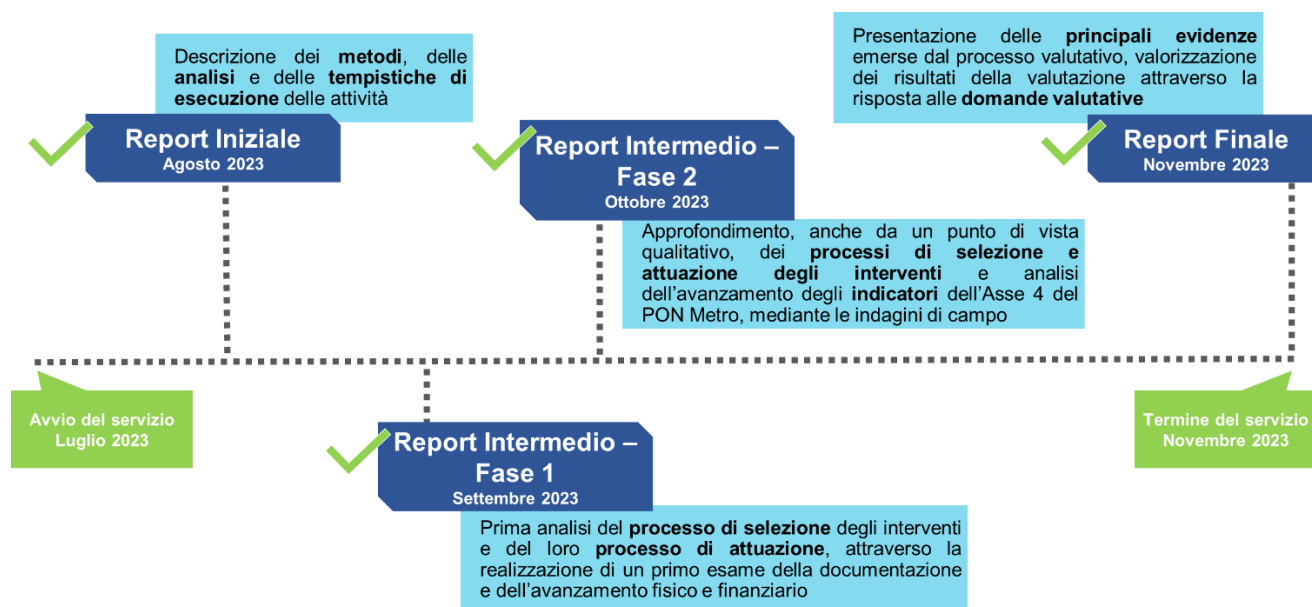 Descrizione dei metodi, delle
analisi e delle tempistiche di
esecuzione delle attività
Report Iniziale
Agosto 2023
Report Intermedio –
Fase 2
Ottobre 2023
Approfondimento, anche da un punto di vista
qualitativo, dei processi di selezione e
attuazione degli interventi e analisi
dell'avanzamento degli indicatori dell'Asse 4 del
PON Metro, mediante le indagini di campo
Presentazione delle principali evidenze
emerse dal processo valutativo, valorizzazione
dei risultati della valutazione attraverso la
risposta alle domande valutative
Report Finale
Novembre 2023
Avvio del servizio
Luglio 2023
Report Intermedio –
Fase 1
Settembre 2023
Prima analisi del processo di selezione degli interventi
e del loro processo di attuazione, attraverso la
realizzazione di un primo esame della documentazione
e dell'avanzamento fisico e finanziario
Termine del servizio
Novembre 2023